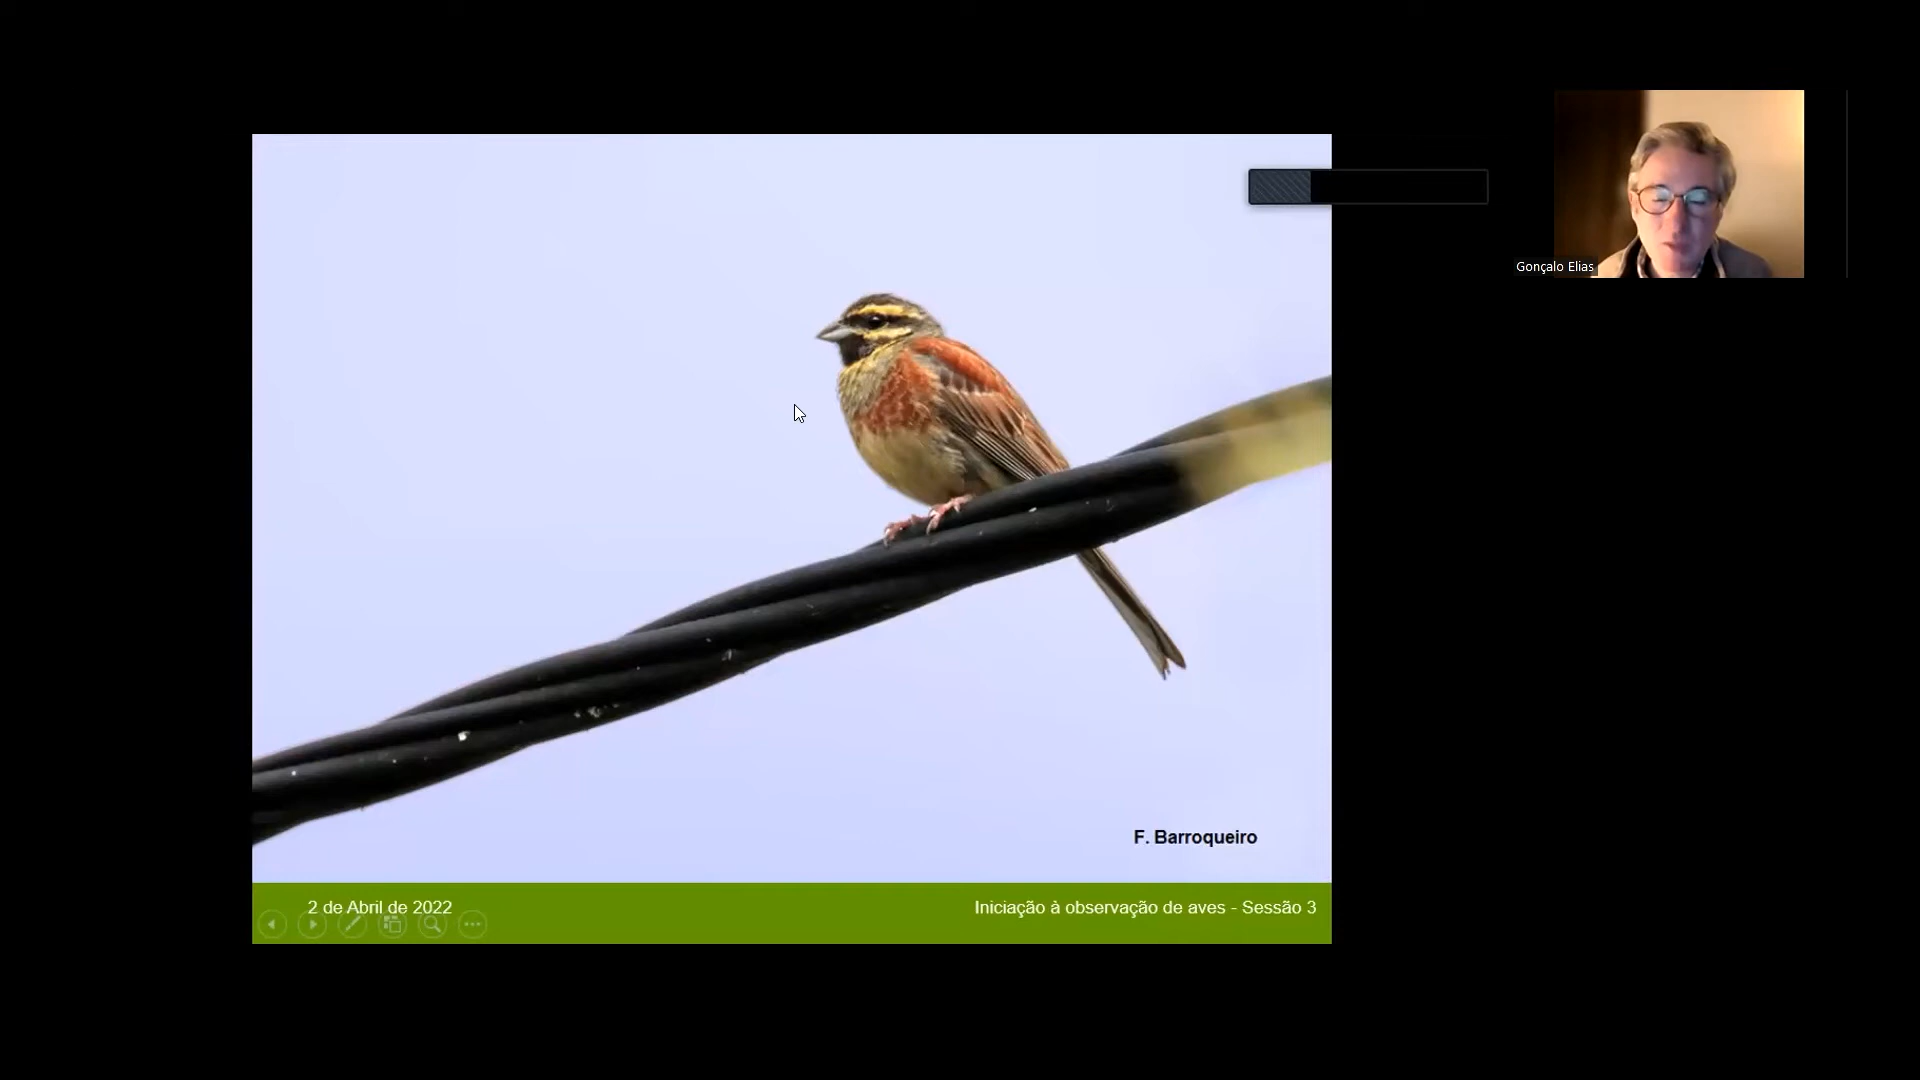 Gonçalo Elias
F. Barroqueiro
2 de Abril de 2022
Iniciação à observação de aves - Sessão 3